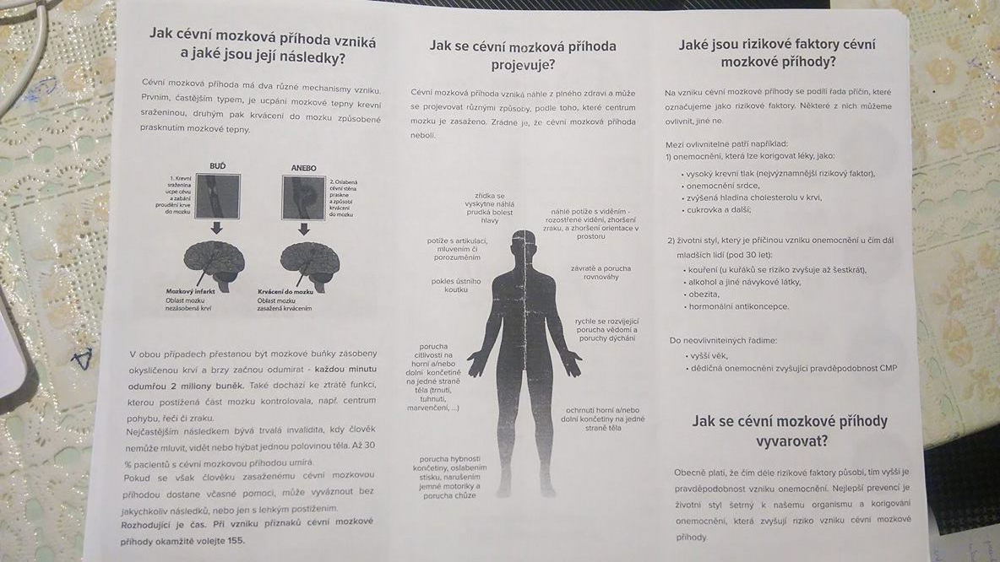 Jak cévní mozková příhoda vzniká
a jaké jsou její následky?
Cévní mozková příhoda má dva různé mechanismy vzniku.
Prvním, častějším typem, je ucpání mozkové tepny krevní
sraženinou, druhým pak krvácení do mozku způsobené
prasknutím mozkové tepny.
BUĎ
1. Krevní
sraženina
ucpe cévu
a zabání
proudění krve
do mozku
ANEBO
2. Oslabená
cévní stěna
praskne
a způsobí
krvácení
do mozku
Mozkový infarkt
Oblast mozku
nezásobená krví
Krvácení do mozku
Oblast mozku
zasažená krvácením
V obou případech přestanou být mozkové buňky zásobeny
okysličenou krví a brzy začnou odumírat - každou minutu
odumřou 2 miliony buněk. Také dochází ke ztrátě funkcí,
kterou postižená část mozku kontrolovala, např. centrum
pohybu, řeči či zraku.
Nejčastějším následkem bývá trvalá invalidita, kdy člověk
nemůže mluvit, vidět nebo hýbat jednou polovinou těla. Až 30
% pacientů s cévní mozkovou příhodou umírá.
Pokud se však člověku zasaženému cévní mozkovou
příhodou dostane včasné pomoci, může vyváznout bez
jakychkoliv následků, nebo jen s lehkým postižením.
Rozhodující je čas. Při vzniku příznaků cévní mozkové
příhody okamžitě volejte 155.
Jak se cévní mozková příhoda
projevuje?
Cévní mozková příhoda vzniká náhle z plného zdraví a může
se projevovat různými způsoby, podle toho, které centrum
mozku je zasaženo. Zrádné je, že cévní mozková příhoda
nebolí.
zřídka se
vyskytne náhlá
prudká bolest
hlavy
náhlé potíže s viděním -
rozostřené vidění, zhoršení
zraku, a zhoršení orientace v
prostoru
potíže s artikulací,
mluvením či
porozuměním
závratě a porucha
rovnováhy
pokles ústního
koutku
rychle se rozvíjející
porucha vědomí a
poruchy dýchání
porucha
citlivosti na
horní a/nebo
dolní končetině
na jedné straně
těla (trnutí,
tuhnutí,
marvenčení, ...)
ochrnutí horní a/nebo
dolní končetiny na jedné
straně těla
porucha hybnosti
končetiny, oslabením
stisku, narušením
jemné motoriky a
porucha chůze
Jaké jsou rizikové faktory cévní
mozkové příhody?
Na vzniku cévní mozkové příhody se podílí řada příčin, které
označujeme jako rizikové faktory. Některé z nich můžeme
ovlivnit, jiné ne.
Mezi ovlivnitelné patří například:
1) onemocnění, která lze korigovat léky, jako:
• vysoký krevní tlak (nejvýznamnější rizikový faktor),
• onemocnění srdce,
• zvýšená hladina cholesterolu v krvi,
• cukrovka a další;
2) životní styl, který je příčinou vzniku onemocnění u čím dál
mladších lidí (pod 30 let):
• kouření (u kuřáků se riziko zvyšuje až šestkrát),
• alkohol a jiné návykové látky,
• obezita,
• hormonální antikoncepce.
Do neovlivnitelných řadíme:
• vyšší věk,
• dědičná onemocnění zvyšující pravděpodobnost CMP
Jak se cévní mozkové příhody
vyvarovat?
Obecně platí, že čím déle rizikové faktory působí, tím vyšší je
pravděpodobnost vzniku onemocnění. Nejlepší prevencí je
životní styl šetrný k našemu organismu a korigování
onemocnění, která zvyšují riziko vzniku cévní mozkové
příhody.